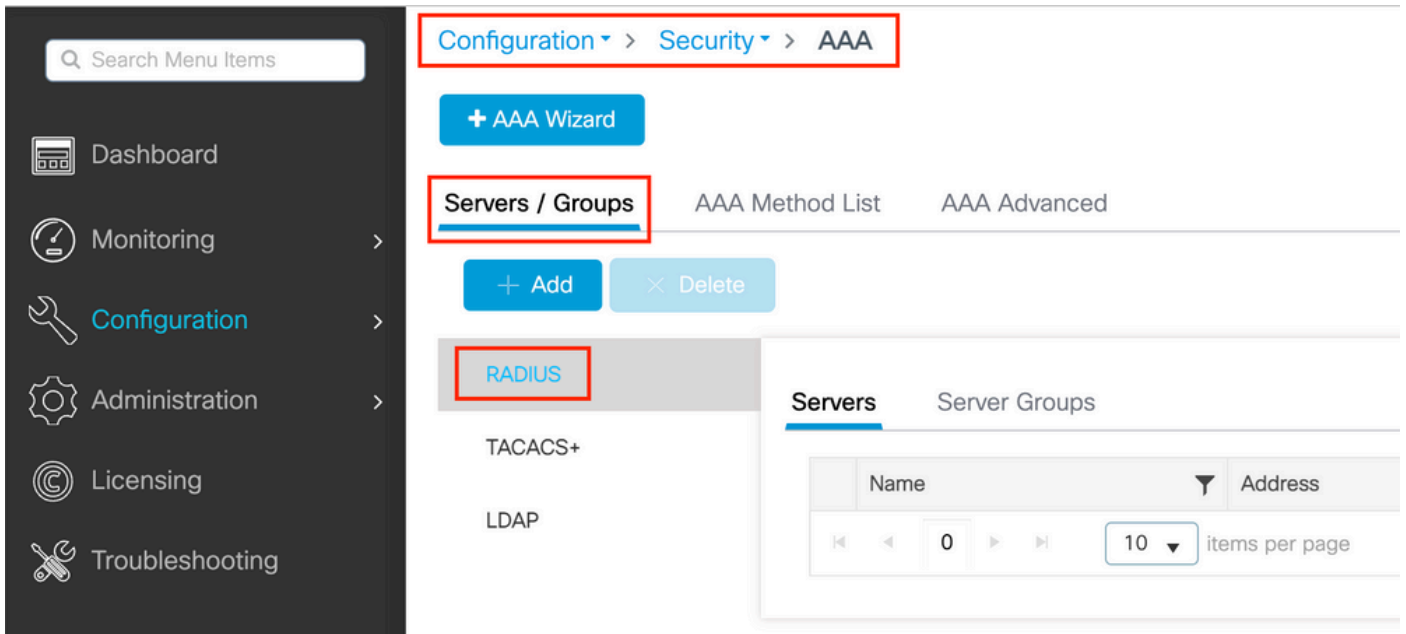 Search Menu Items
Dashboard
Monitoring
Configuration
Administration
Licensing
Troubleshooting
Configuration > Security > AAA
+ AAA Wizard
Servers / Groups AAA Method List AAA Advanced
+ Add × Delete
RADIUS
TACACS+
LDAP
Servers Server Groups
Name Address
0 10 items per page